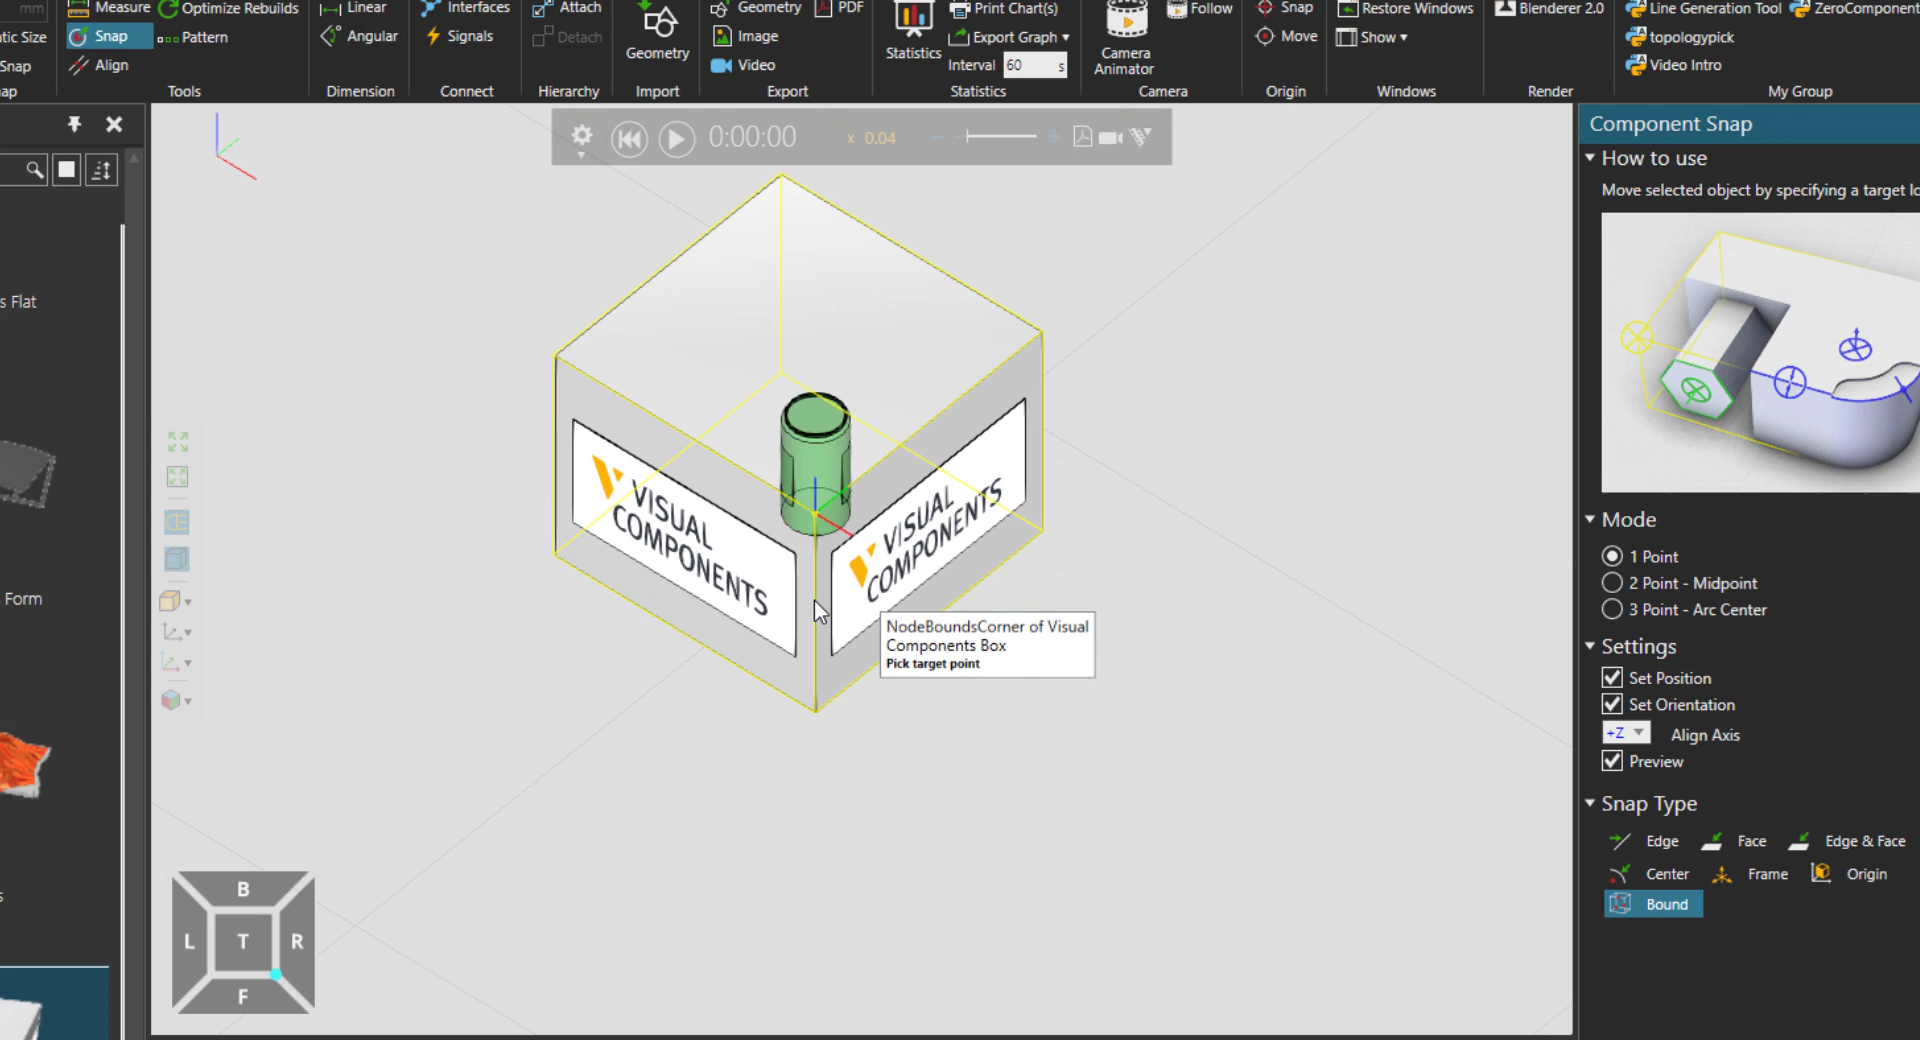 Measure
Optimize Rebuilds
Linear
Interfaces
Attach
Geometry
PDF
Print Chart(s)
Follow
Snap
Restore Windows
Blenderer 2.0
Line Generation Tool
ZeroComponent
tic Size
Snap
Pattern
Angular
Signals
Detach
Geometry
Image
Statistics
Export Graph
Camera
Animator
Move
Show
topologypick
mm
Snap
Align
Video
Interval
60
s
Video Intro
ap
Tools
Dimension
Connect
Hierarchy
Import
Export
Statistics
Camera
Origin
Windows
Render
My Group
0:00:00
x 0.04
s Flat
Form
s
VISUAL
COMPONENTS
VISUAL
COMPONENTS
NodeBoundsCorner of Visual
Components Box
Pick target point
B
L
T
R
F
Component Snap
How to use
Move selected object by specifying a target lo
Mode
1 Point
2 Point - Midpoint
3 Point - Arc Center
Settings
Set Position
Set Orientation
+Z
Align Axis
Preview
Snap Type
Edge
Face
Edge & Face
Center
Frame
Origin
Bound